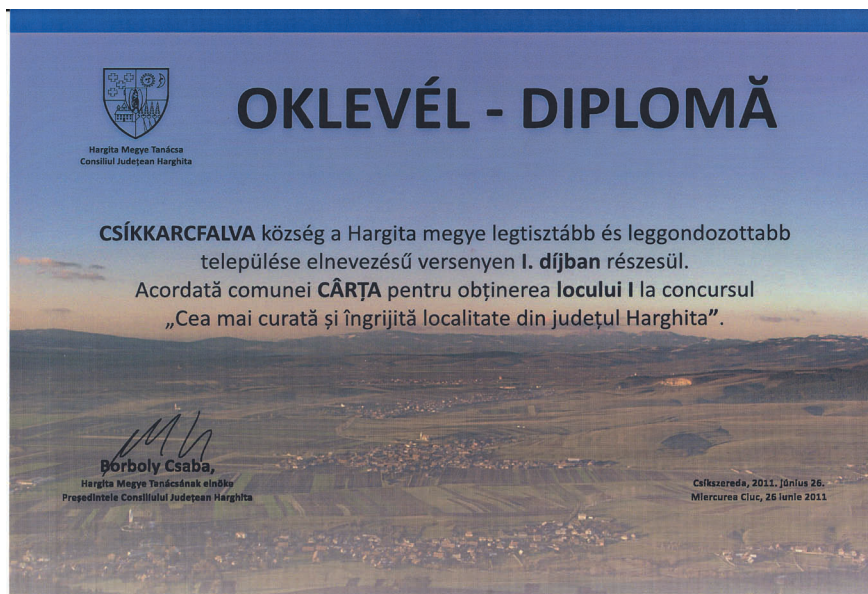 OKLEVÉL - DIPLOMĂ
Hargita Megye Tanácsa
Consiliul Județean Harghita
CSÍKKARCFALVA község a Hargita megye legtisztább és leggondozottabb
települése elnevezésű versenyen I. díjban részesül.
Acordată comunei CÂRȚA pentru obținerea locului I la concursul
„Cea mai curată și îngrijită localitate din județul Harghita”.
Borboly Csaba,
Hargita Megye Tanácsának elnöke
Președintele Consiliului Județean Harghita
Csíkszereda, 2011. június 26.
Miercurea Ciuc, 26 iunie 2011